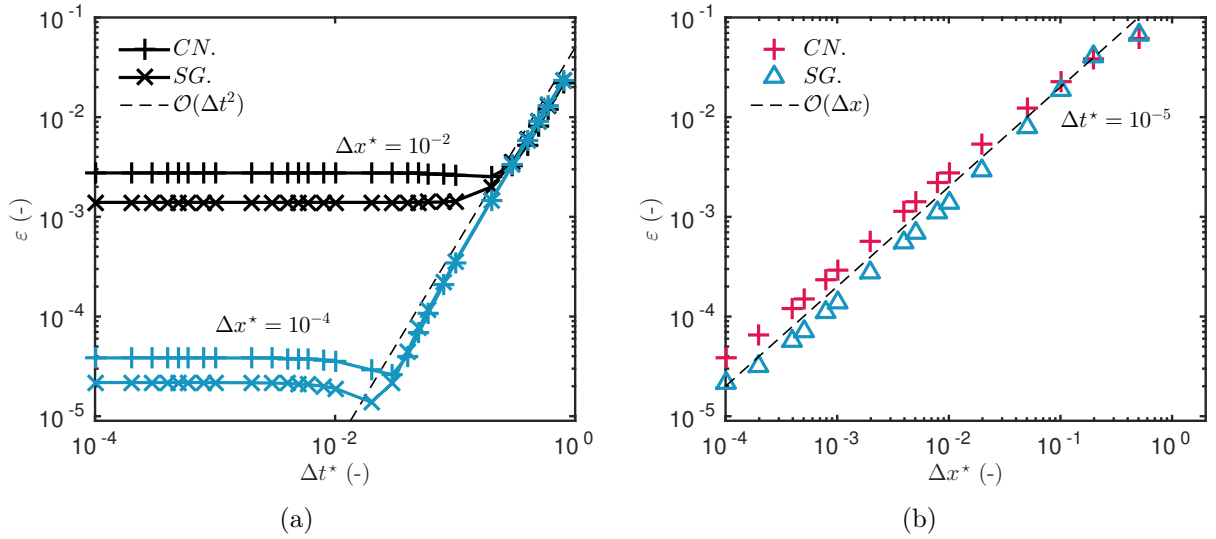 10^{-1}
10^{-2}
10^{-3}
10^{-4}
10^{-5}
ε (-)
CN.
SG.
O(Δt^2)
Δx^⋆ = 10^{-2}
Δx^⋆ = 10^{-4}
10^{-4}
10^{-2}
10^0
Δt^⋆ (-)
(a)
10^{-1}
10^{-2}
10^{-3}
10^{-4}
10^{-5}
ε (-)
CN.
SG.
O(Δx)
Δt^⋆ = 10^{-5}
10^{-4}
10^{-3}
10^{-2}
10^{-1}
10^0
Δx^⋆ (-)
(b)